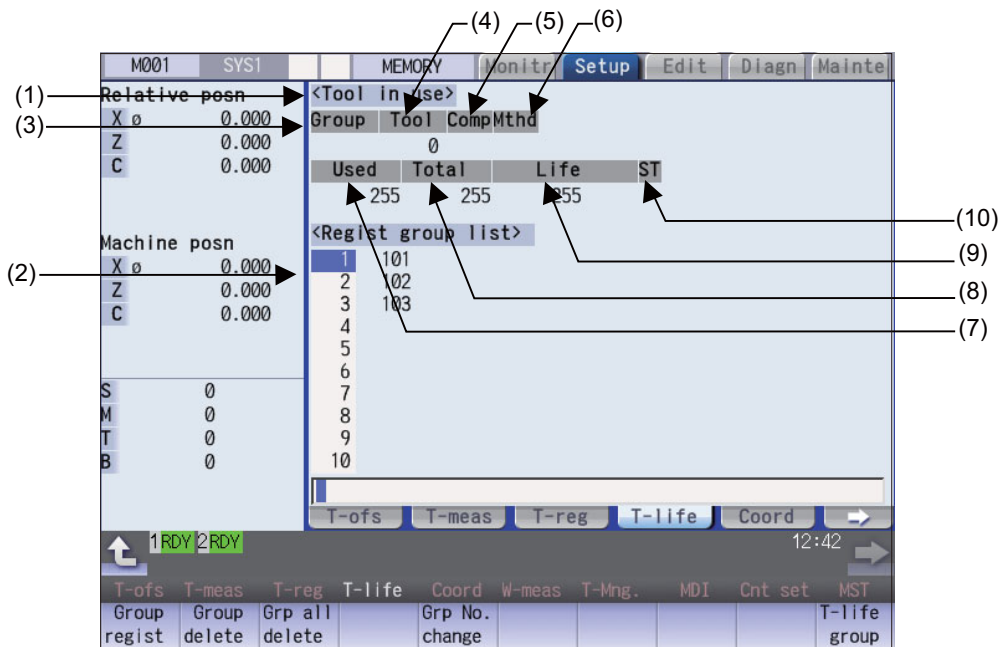 (4) (5) (6)
M001 SYS1 MEMORY Monitr Setup Edit Diagn Mainte
(1) Relative posn <Tool in use>
(3) X ø 0.000 Group Tool Comp Mthd
Z 0.000 0
C 0.000 Used Total Life ST
255 255 255
(10)
Machine posn <Regist group list>
X ø 0.000 1 101 (9)
(2)
Z 0.000 2 102 (8)
C 0.000 3 103
(7)
4
5
6
S 0 7
M 0 8
T 0 9
B 0 10
T-ofs T-meas T-reg T-life Coord
1 RDY 2 RDY 12:42
T-ofs T-meas T-reg T-life Coord W-meas T-Mng. MDI Cnt set MST
Group Group Grp all Grp No. T-life
regist delete delete change group